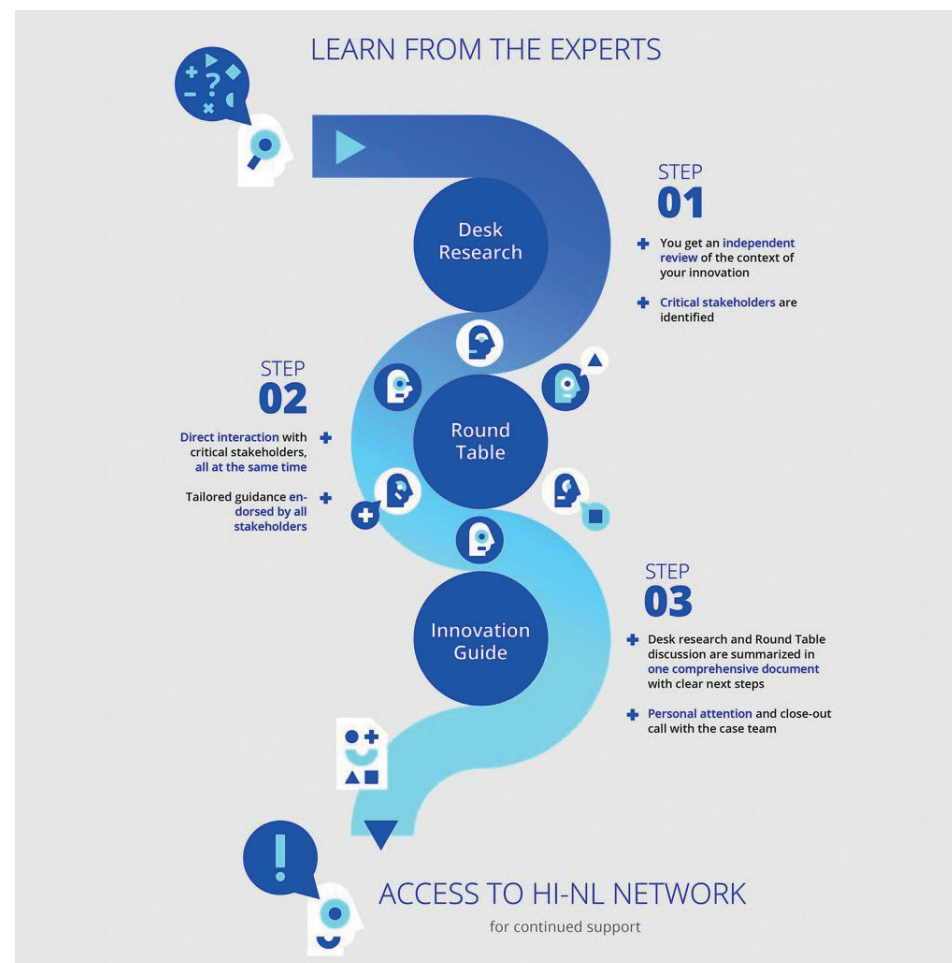 LEARN FROM THE EXPERTS
?
Desk
Research
STEP
01
You get an independent
review of the context of
your innovation
Critical stakeholders are
identified
STEP
02
Direct interaction with
critical stakeholders,
all at the same time
Tailored guidance en-
dorsed by all
stakeholders
Round
Table
STEP
03
Desk research and Round Table
discussion are summarized in
one comprehensive document
with clear next steps
Personal attention and close-out
call with the case team
Innovation
Guide
!
ACCESS TO HI-NL NETWORK
for continued support